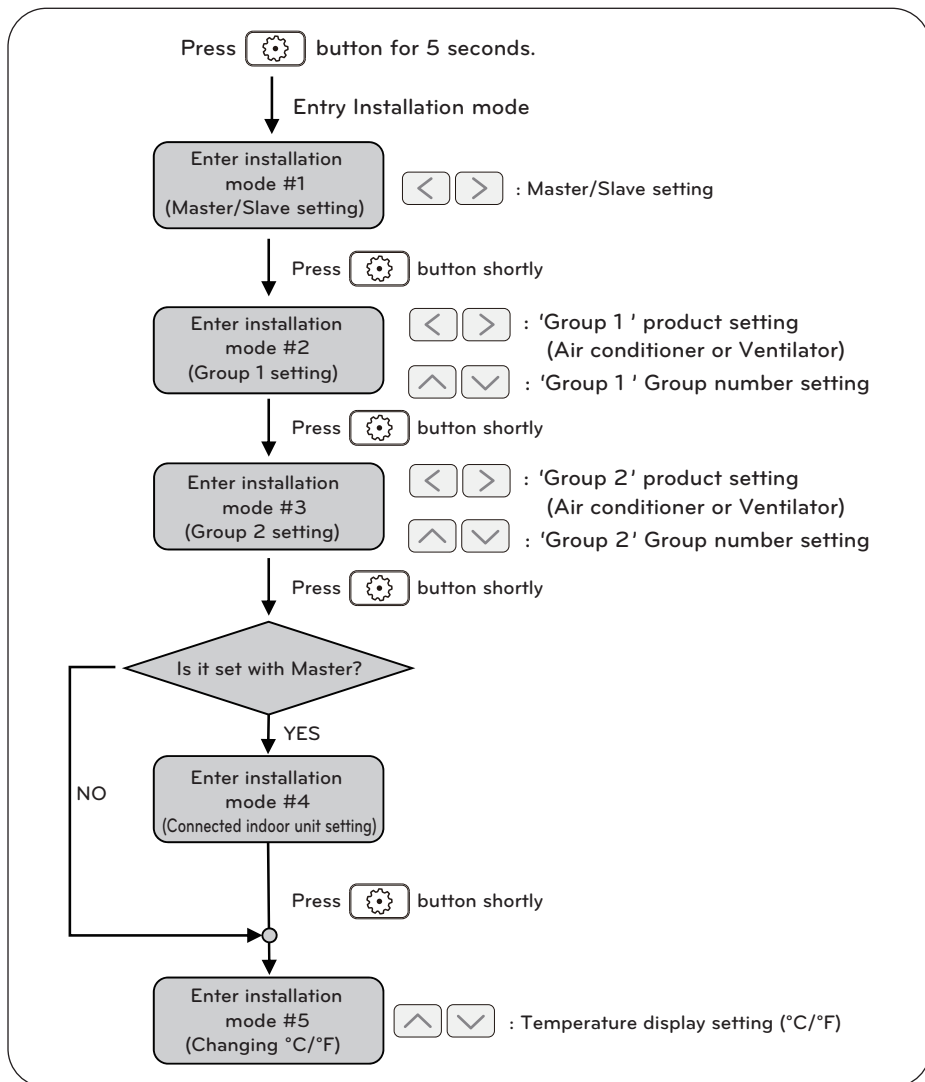 Press button for 5 seconds.
Entry Installation mode
Enter installation
mode #1
(Master/Slave setting)
: Master/Slave setting
Press button shortly
Enter installation
mode #2
(Group 1 setting)
: 'Group 1 ' product setting
(Air conditioner or Ventilator)
: 'Group 1 ' Group number setting
Press button shortly
Enter installation
mode #3
(Group 2 setting)
: 'Group 2' product setting
(Air conditioner or Ventilator)
: 'Group 2' Group number setting
Press button shortly
Is it set with Master?
YES
NO
Enter installation
mode #4
(Connected indoor unit setting)
Press button shortly
Enter installation
mode #5
(Changing °C/°F)
: Temperature display setting (°C/°F)